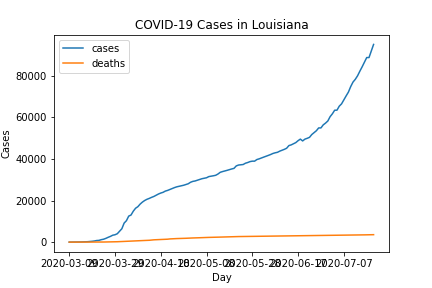 COVID-19 Cases in Louisiana
cases
deaths
80000
60000
40000
20000
0
Cases
2020-03-09 2020-03-29 2020-04-18 2020-05-08 2020-05-28 2020-06-17 2020-07-07
Day